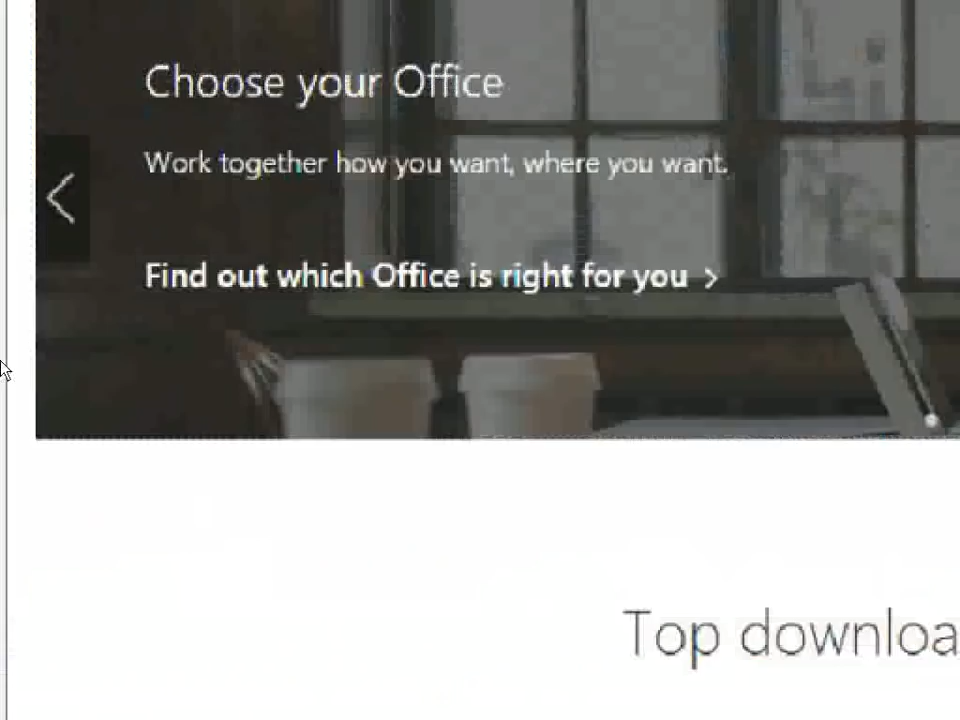 Choose your Office
Work together how you want, where you want.
Find out which Office is right for you
Top downloa